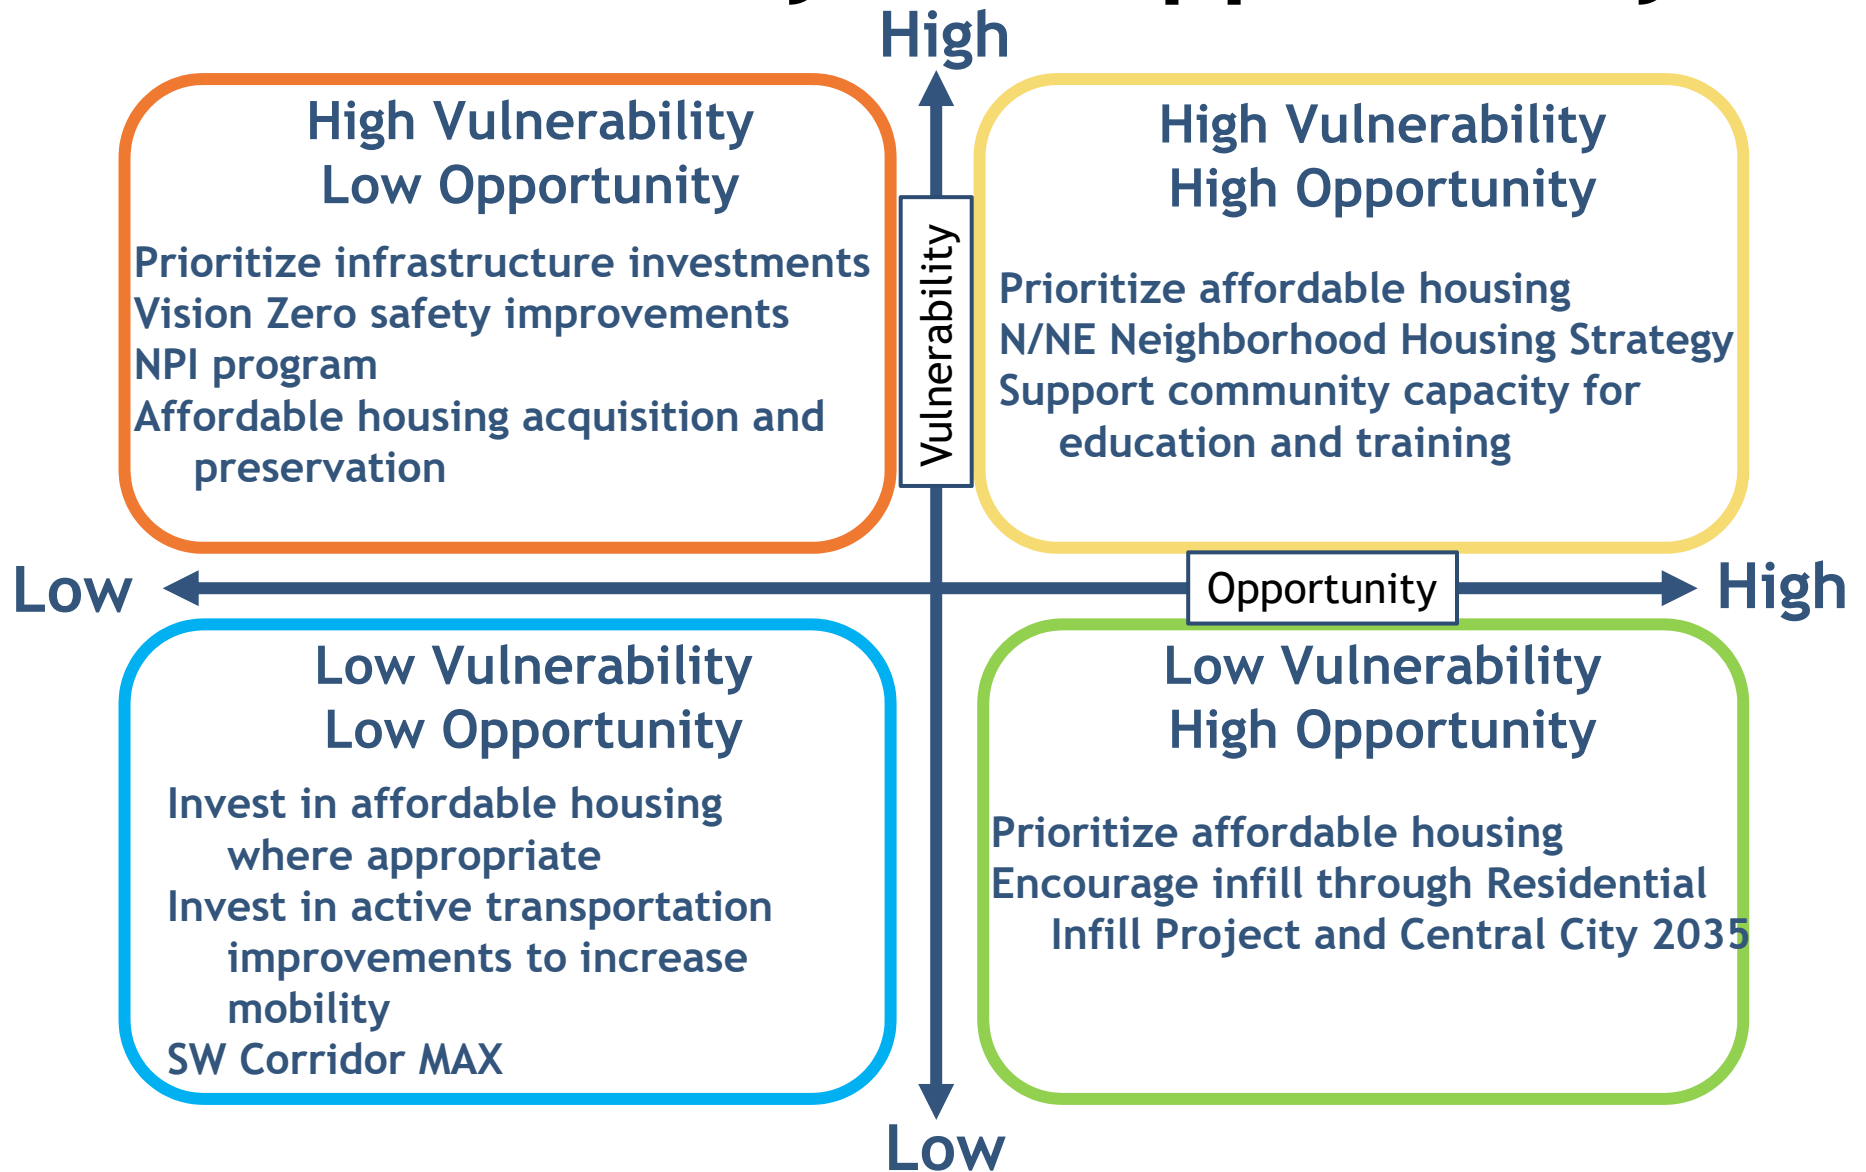 High
High Vulnerability
Low Opportunity
Prioritize infrastructure investments
Vision Zero safety improvements
NPI program
Affordable housing acquisition and
preservation
Vulnerability
High Vulnerability
High Opportunity
Prioritize affordable housing
N/NE Neighborhood Housing Strategy
Support community capacity for
education and training
Low
Opportunity
High
Low Vulnerability
Low Opportunity
Invest in affordable housing
where appropriate
Invest in active transportation
improvements to increase
mobility
SW Corridor MAX
Low Vulnerability
High Opportunity
Prioritize affordable housing
Encourage infill through Residential
Infill Project and Central City 2035
Low